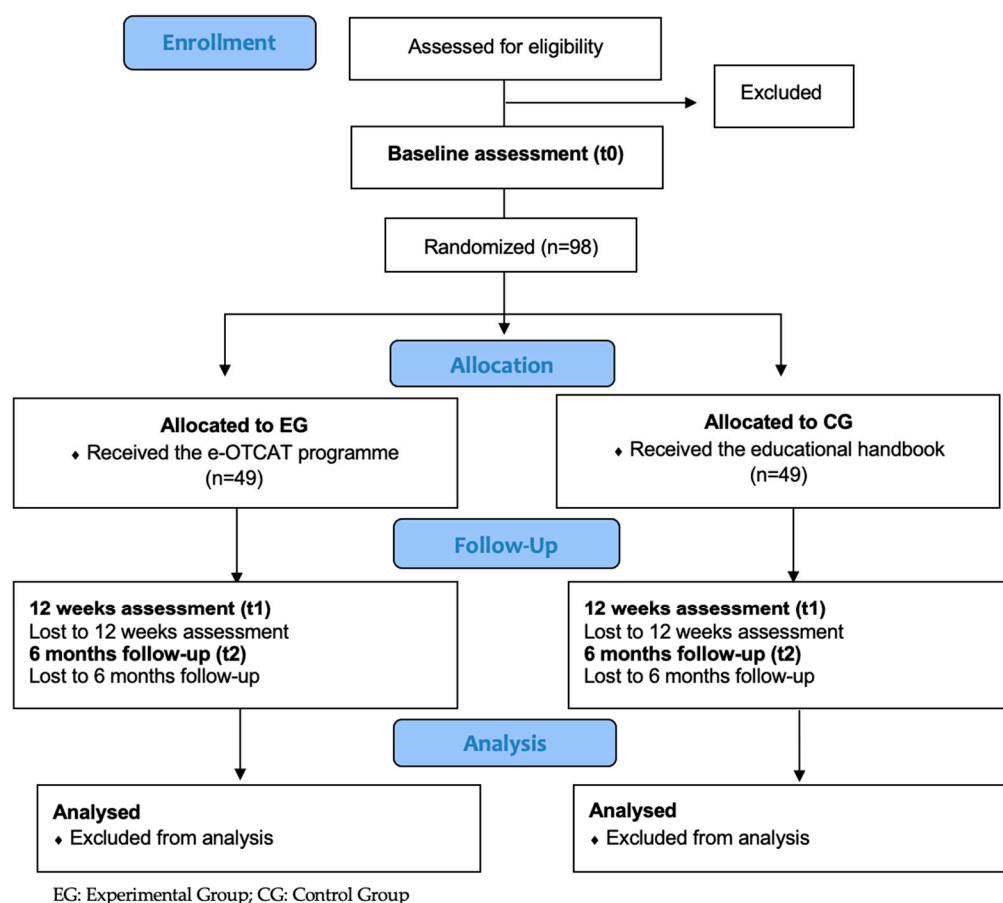 Enrollment
Assessed for eligibility
Excluded
Baseline assessment (t0)
Randomized (n=98)
Allocation
Allocated to EG
♦ Received the e-OTCAT programme
(n=49)
Allocated to CG
♦ Received the educational handbook
(n=49)
Follow-Up
12 weeks assessment (t1)
Lost to 12 weeks assessment
6 months follow-up (t2)
Lost to 6 months follow-up
12 weeks assessment (t1)
Lost to 12 weeks assessment
6 months follow-up (t2)
Lost to 6 months follow-up
Analysis
Analysed
♦ Excluded from analysis
Analysed
♦ Excluded from analysis
EG: Experimental Group; CG: Control Group